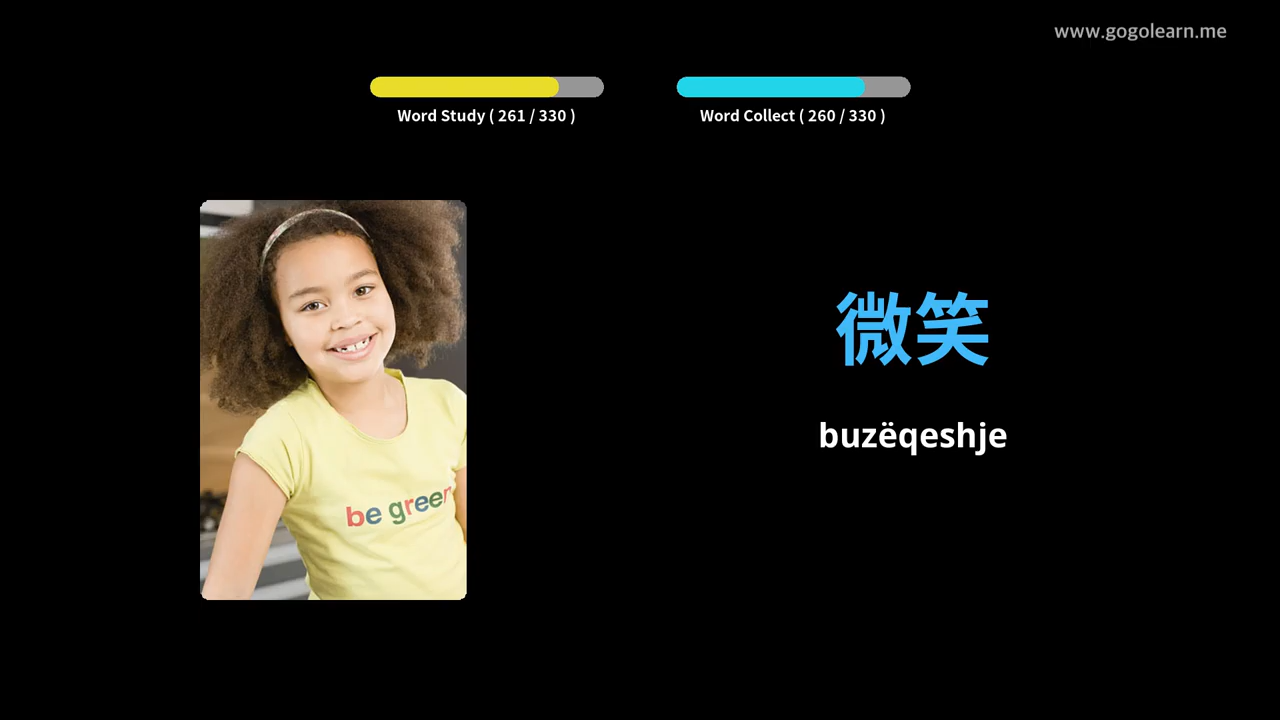 www.gogolearn.me
Word Study ( 261 / 330 )
Word Collect ( 260 / 330 )
微笑
buzëqeshje
be green